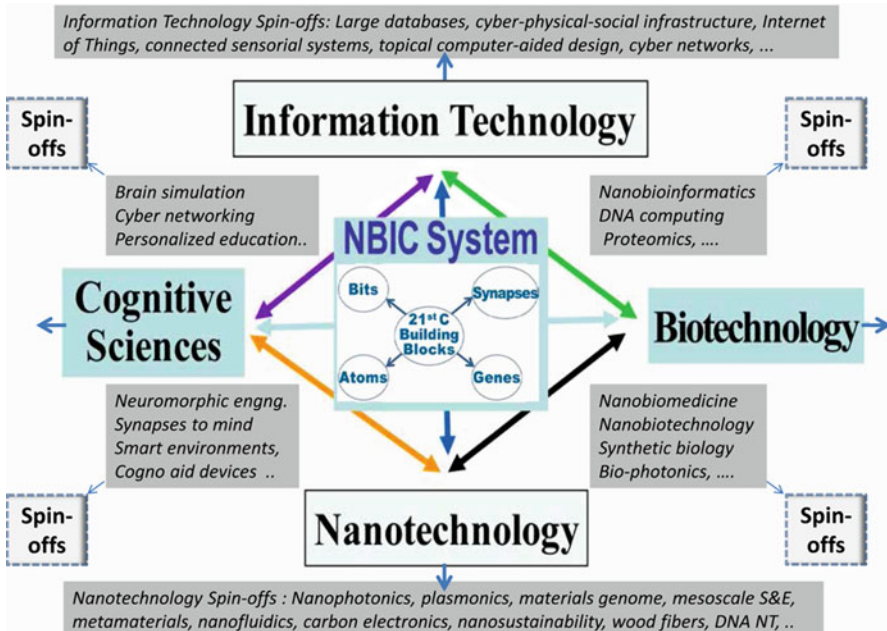 Information Technology Spin-offs: Large databases, cyber-physical-social infrastructure, Internet
of Things, connected sensorial systems, topical computer-aided design, cyber networks, ...
Information Technology
Spin-
offs
Spin-
offs
Brain simulation
Cyber networking
Personalized education..
Nanobioinformatics
DNA computing
Proteomics, ....
NBIC System
Bits
Synapses
21st C
Building
Blocks
Atoms
Genes
Cognitive
Sciences
Biotechnology
Neuromorphic engng.
Synapses to mind
Smart environments,
Cogno aid devices ..
Nanobiomedicine
Nanobiotechnology
Synthetic biology
Bio-photonics, ....
Spin-
offs
Spin-
offs
Nanotechnology
Nanotechnology Spin-offs : Nanophotonics, plasmonics, materials genome, mesoscale S&E,
metamaterials, nanofluidics, carbon electronics, nanosustainability, wood fibers, DNA NT, ..